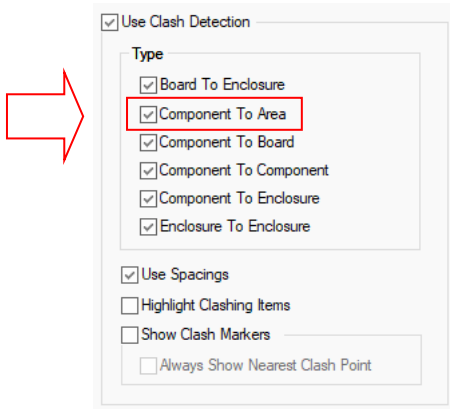 Use Clash Detection
Type
Board To Enclosure
Component To Area
Component To Board
Component To Component
Component To Enclosure
Enclosure To Enclosure
Use Spacings
Highlight Clashing Items
Show Clash Markers
Always Show Nearest Clash Point